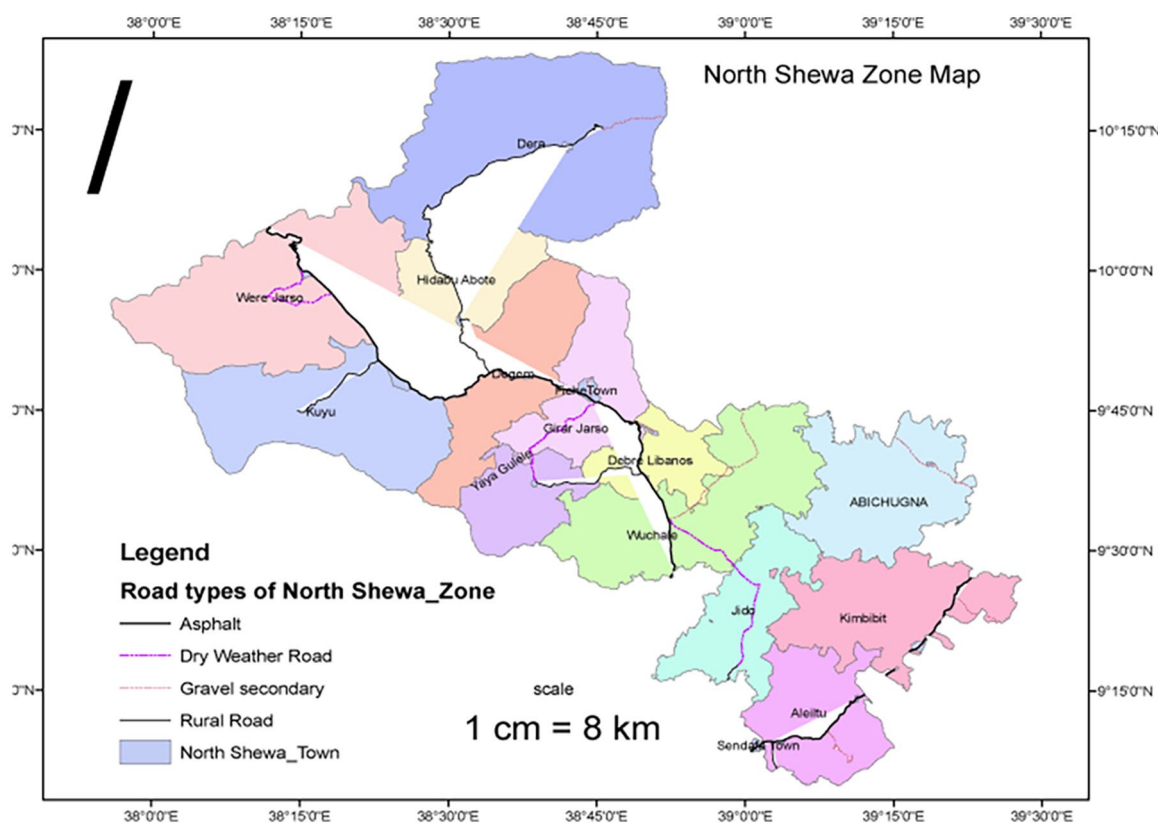 38°0'0"E 38°15'0"E 38°30'0"E 38°45'0"E 39°0'0"E 39°15'0"E 39°30'0"E
North Shewa Zone Map
)"N 10°15'0"N
Dera
)"N 10°0'0"N
Hidabu Abote
Were Jarso
Degem
Fiche Town
)"N 9°45'0"N
Kuyu
Girar Jarso
Yaya Gulele
Debre Libanos
ABICHUGNA
Wuchale
)"N 9°30'0"N
Legend
Road types of North Shewa_Zone
Asphalt
Dry Weather Road
Gravel secondary
Rural Road
North Shewa_Town
Jido
Kimbibit
scale
1 cm = 8 km
)"N 9°15'0"N
Aleiltu
Sendafa Town
38°0'0"E 38°15'0"E 38°30'0"E 38°45'0"E 39°0'0"E 39°15'0"E 39°30'0"E